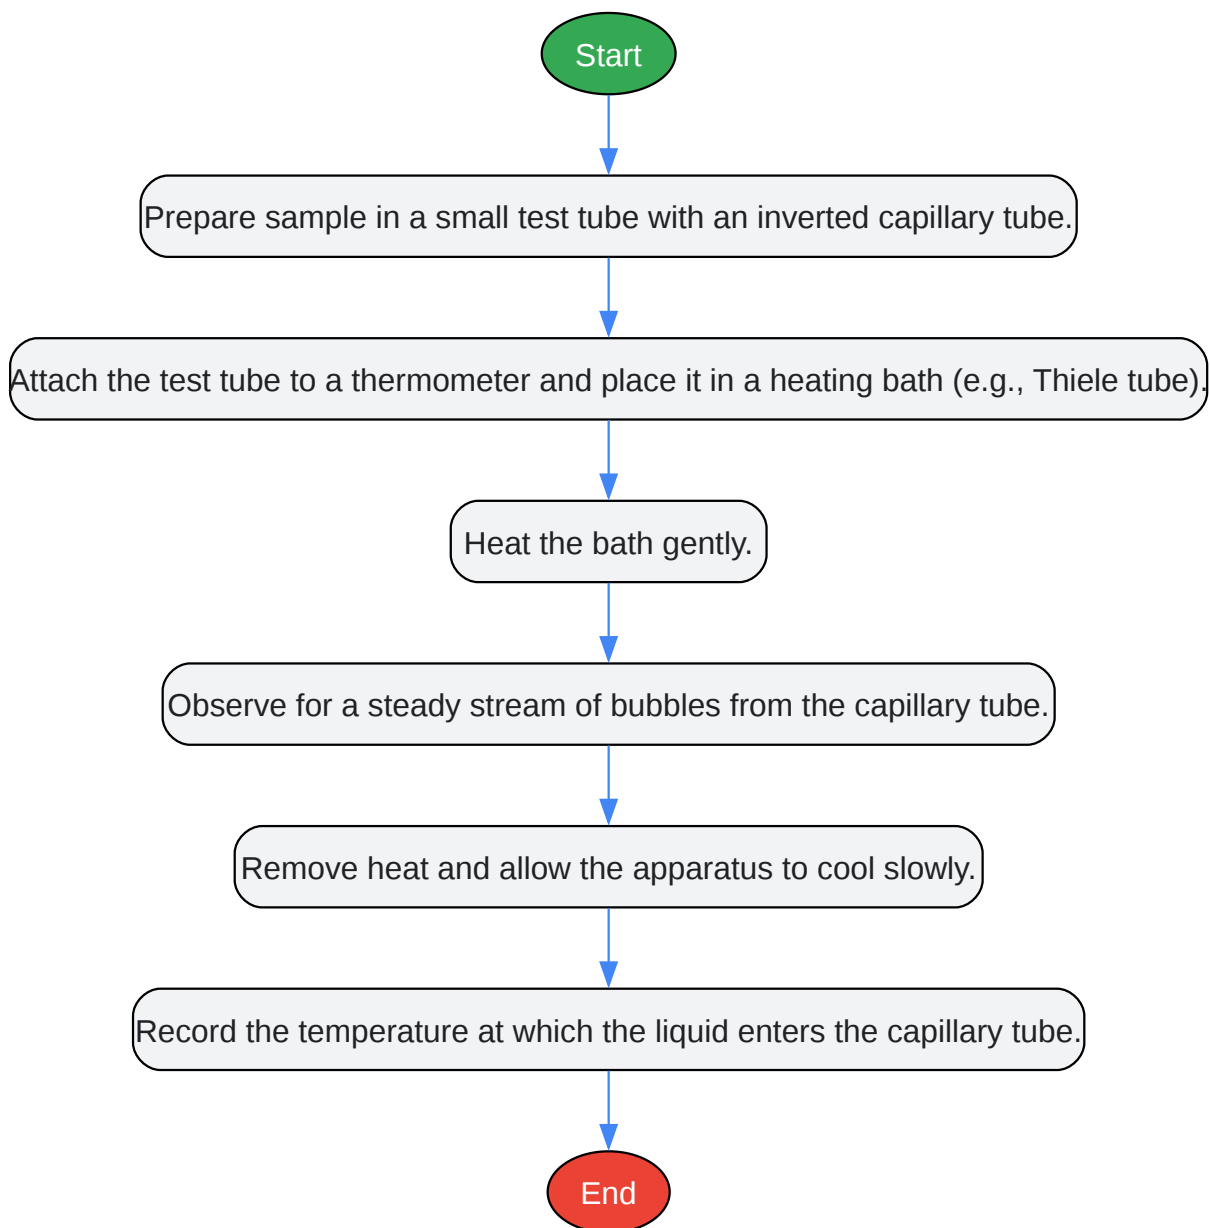 Start
Prepare sample in a small test tube with an inverted capillary tube.
Attach the test tube to a thermometer and place it in a heating bath (e.g., Thiele tube).
Heat the bath gently.
Observe for a steady stream of bubbles from the capillary tube.
Remove heat and allow the apparatus to cool slowly.
Record the temperature at which the liquid enters the capillary tube.
End